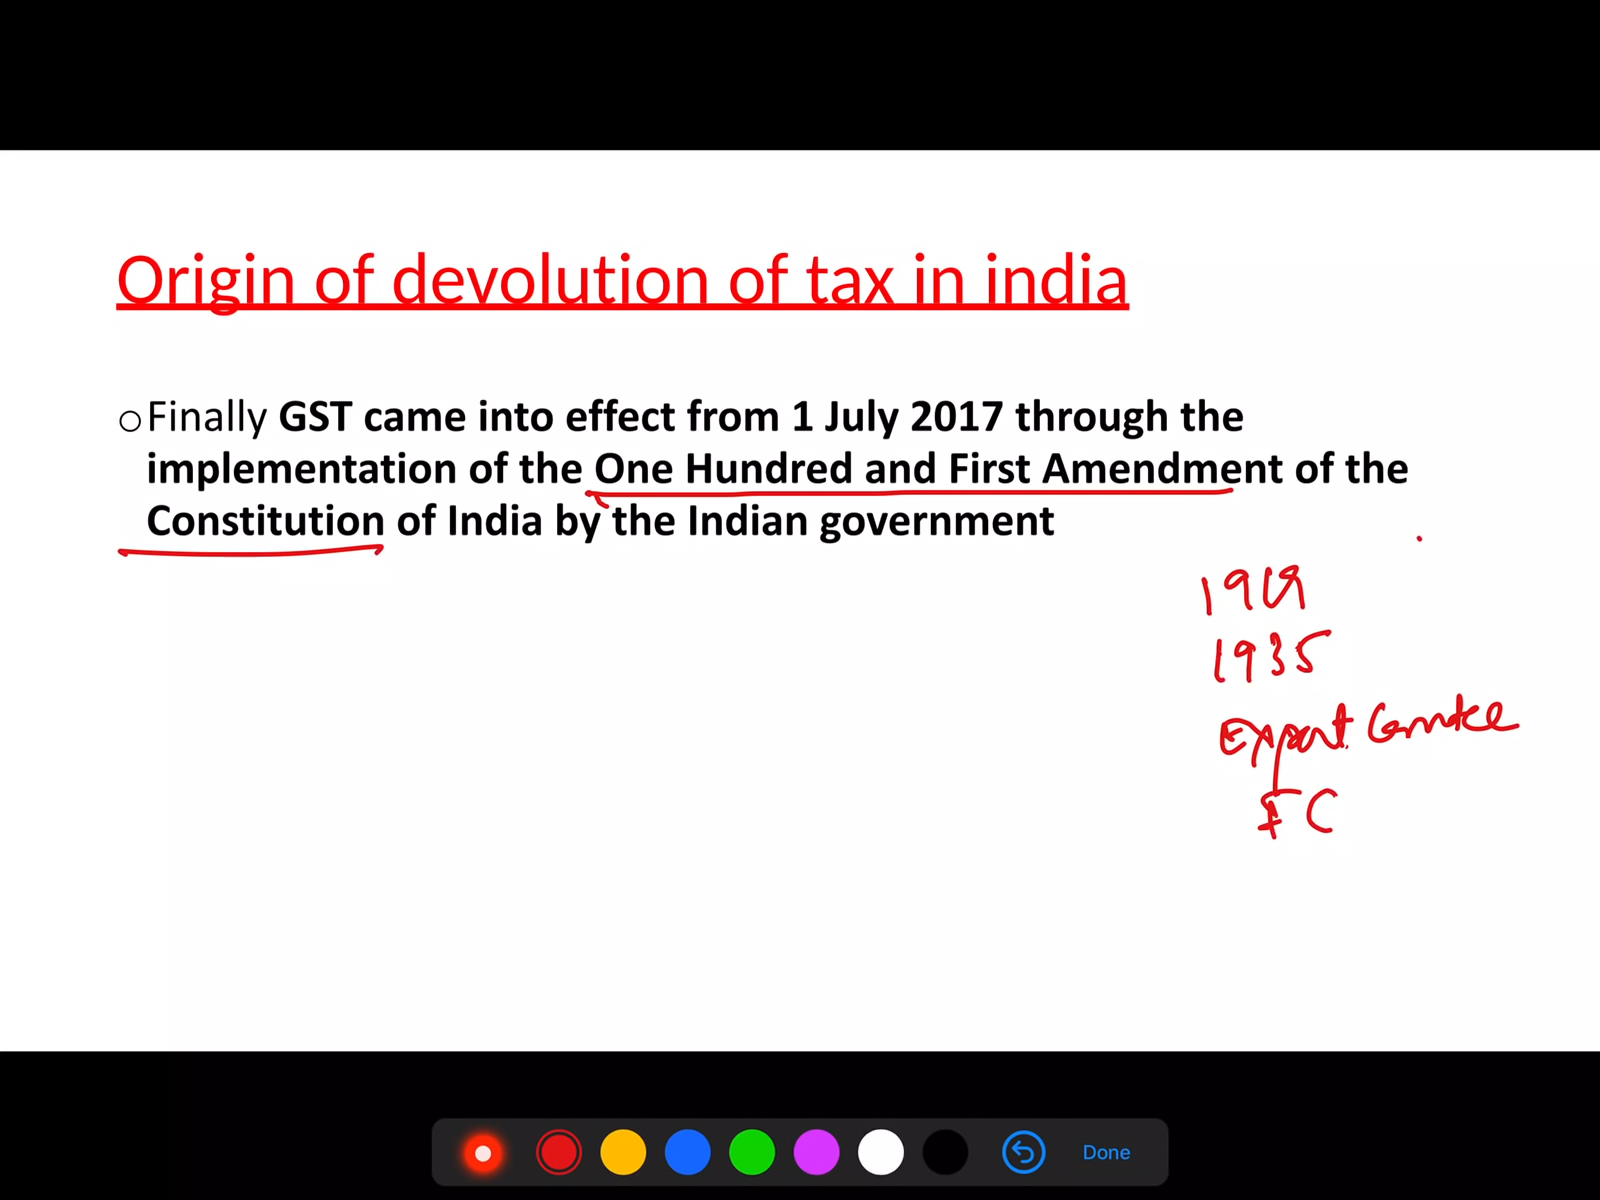 Origin of devolution of tax in india
○Finally GST came into effect from 1 July 2017 through the
implementation of the One Hundred and First Amendment of the
Constitution of India by the Indian government
1919
1935
Expert
FC
Done